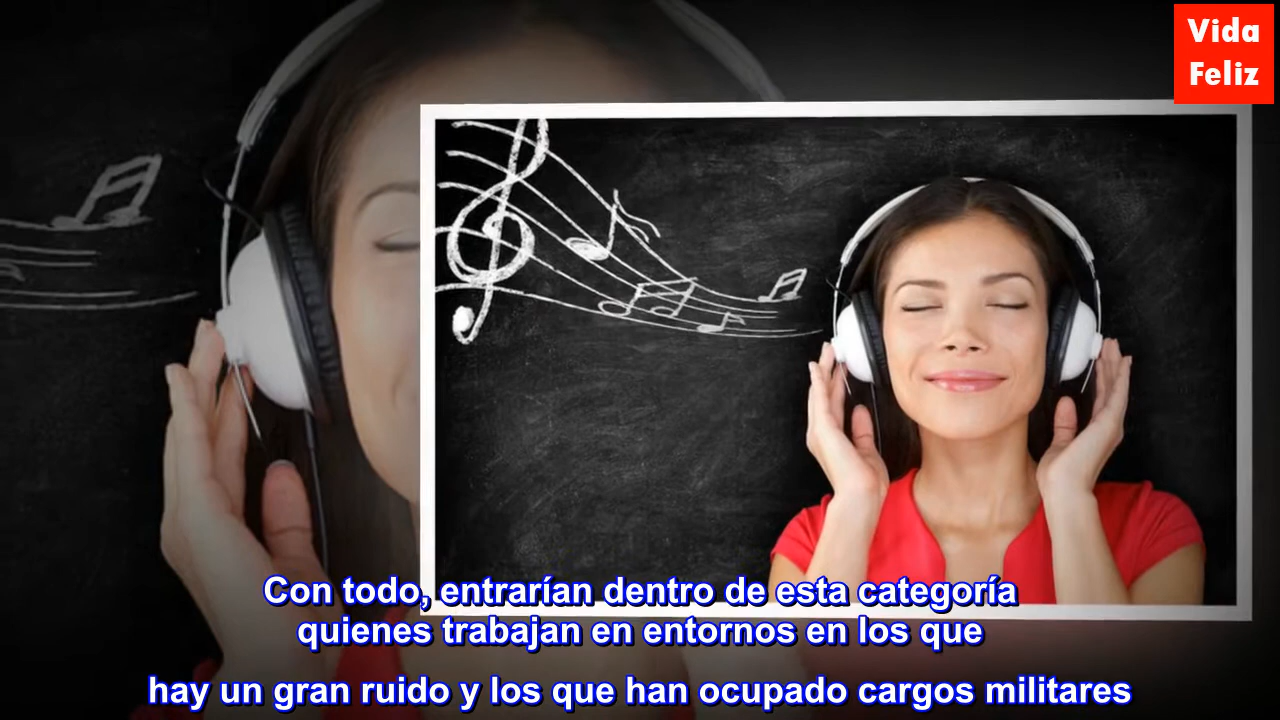 Vida
Feliz
Con todo, entrarían dentro de esta categoría
quienes trabajan en entornos en los que
hay un gran ruido y los que han ocupado cargos militares